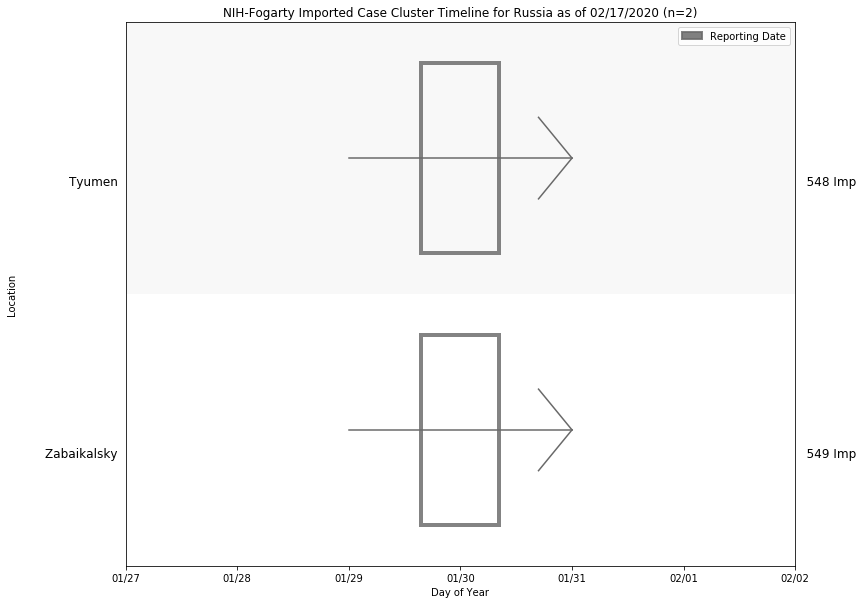 NIH-Fogarty Imported Case Cluster Timeline for Russia as of 02/17/2020 (n=2)
Reporting Date
Tyumen
548 Imp
Location
Zabaikalsky
549 Imp
01/27 01/28 01/29 01/30 01/31 02/01 02/02
Day of Year